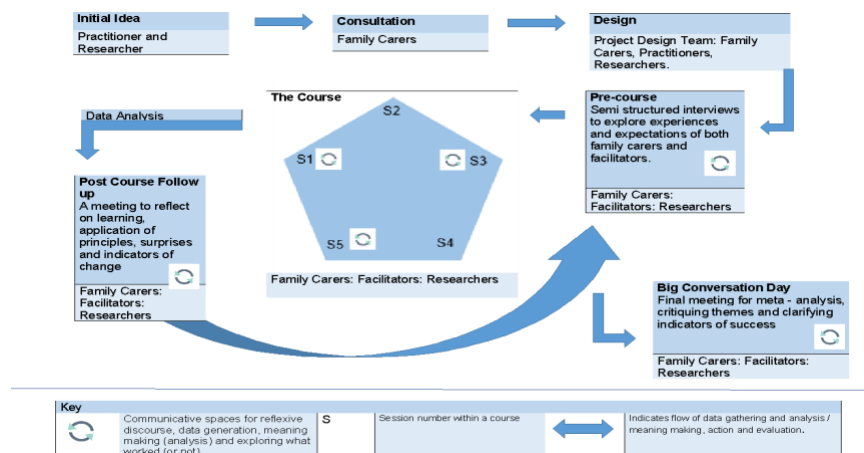 Initial Idea
Practitioner and
Researcher
Consultation
Family Carers
Design
Project Design Team: Family
Carers, Practitioners,
Researchers.
Pre-course
Semi structured interviews
to explore experiences
and expectations of both
family carers and
facilitators.
Family Carers:
Facilitators: Researchers
The Course
S1
S2
S3
S4
S5
Family Carers: Facilitators: Researchers
Data Analysis
Post Course Follow
up
A meeting to reflect
on learning,
application of
principles, surprises
and indicators of
change
Family Carers:
Facilitators:
Researchers
Big Conversation Day
Final meeting for meta - analysis,
critiquing themes and clarifying
indicators of success
Family Carers: Facilitators:
Researchers
Key
Communicative spaces for reflexive
discourse, data generation, meaning
making (analysis) and exploring what
worked (or not)
S
Session number within a course
Indicates flow of data gathering and analysis /
meaning making, action and evaluation.